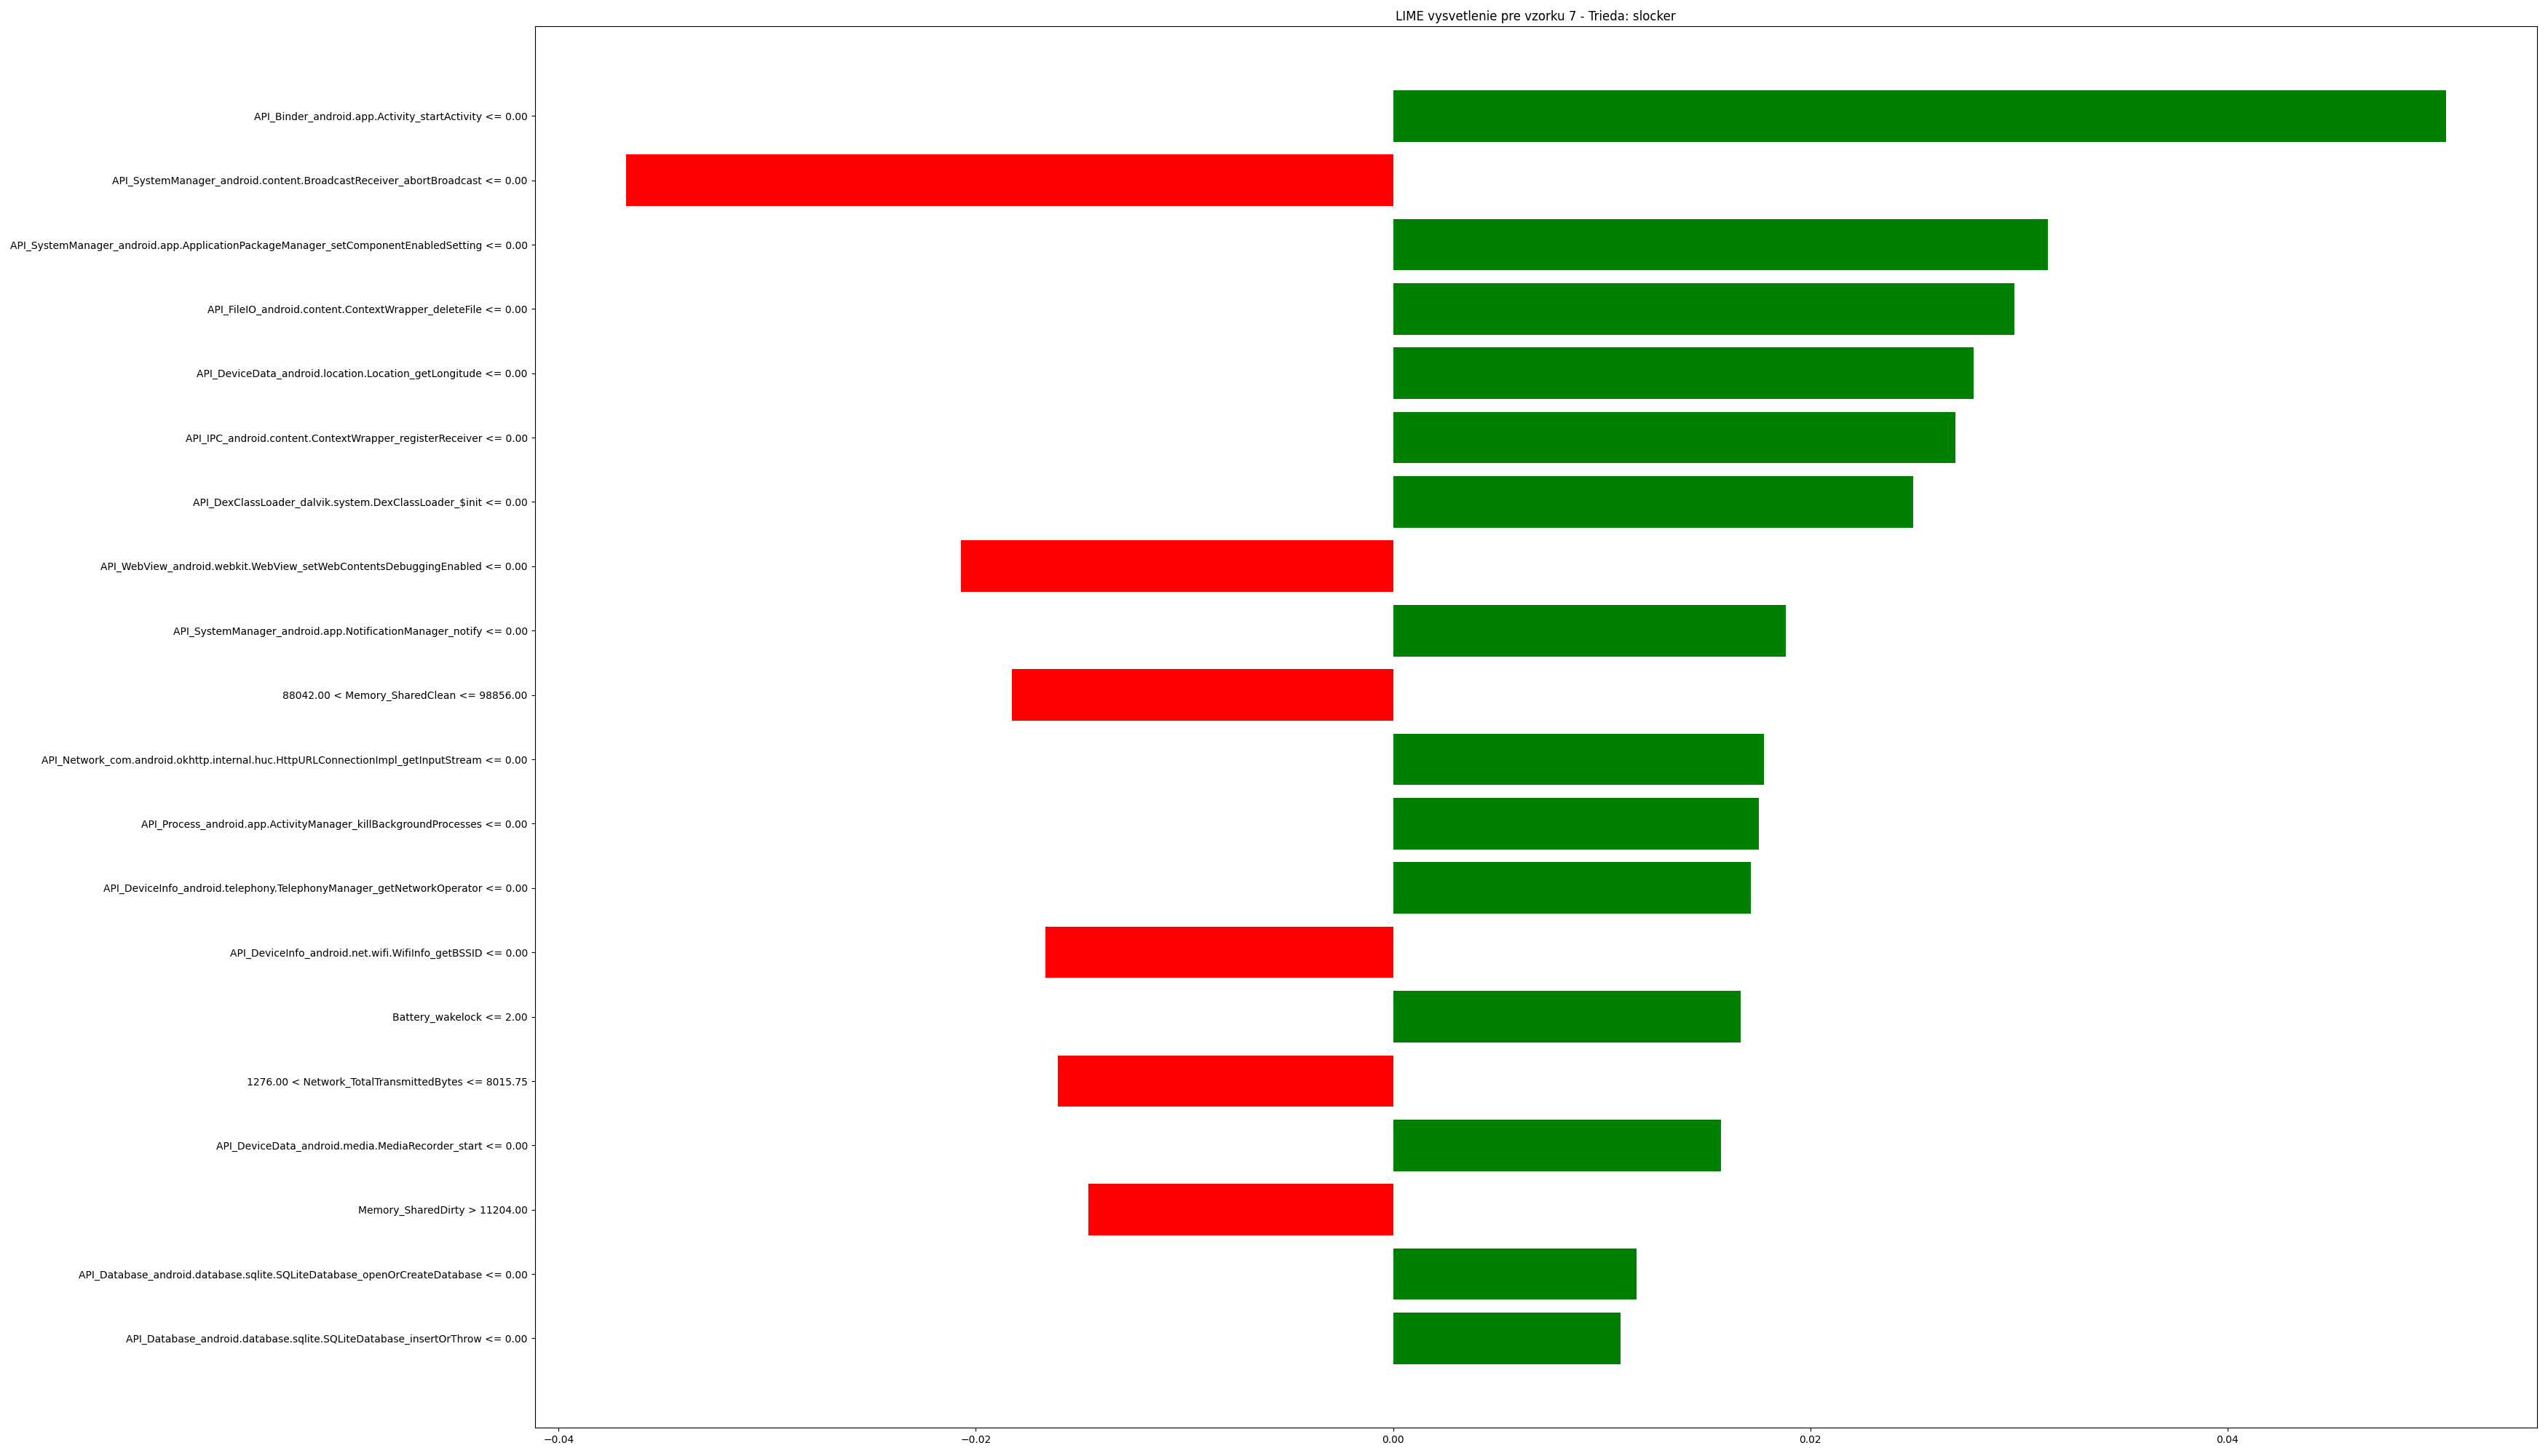 LIME vysvetlenie pre vzorku 7 - Trieda: slocker
API_Binder_android.app.Activity_startActivity <= 0.00
API_SystemManager_android.content.BroadcastReceiver_abortBroadcast <= 0.00
API_SystemManager_android.app.ApplicationPackageManager_setComponentEnabledSetting <= 0.00
API_FileIO_android.content.ContextWrapper_deleteFile <= 0.00
API_DeviceData_android.location.Location_getLongitude <= 0.00
API_IPC_android.content.ContextWrapper_registerReceiver <= 0.00
API_DexClassLoader_dalvik.system.DexClassLoader_$init <= 0.00
API_WebView_android.webkit.WebView_setWebContentsDebuggingEnabled <= 0.00
API_SystemManager_android.app.NotificationManager_notify <= 0.00
88042.00 < Memory_SharedClean <= 98856.00
API_Network_com.android.okhttp.internal.huc.HttpURLConnectionImpl_getInputStream <= 0.00
API_Process_android.app.ActivityManager_killBackgroundProcesses <= 0.00
API_DeviceInfo_android.telephony.TelephonyManager_getNetworkOperator <= 0.00
API_DeviceInfo_android.net.wifi.WifiInfo_getBSSID <= 0.00
Battery_wakelock <= 2.00
1276.00 < Network_TotalTransmittedBytes <= 8015.75
API_DeviceData_android.media.MediaRecorder_start <= 0.00
Memory_SharedDirty > 11204.00
API_Database_android.database.sqlite.SQLiteDatabase_openOrCreateDatabase <= 0.00
API_Database_android.database.sqlite.SQLiteDatabase_insertOrThrow <= 0.00
−0.04 −0.02 0.00 0.02 0.04